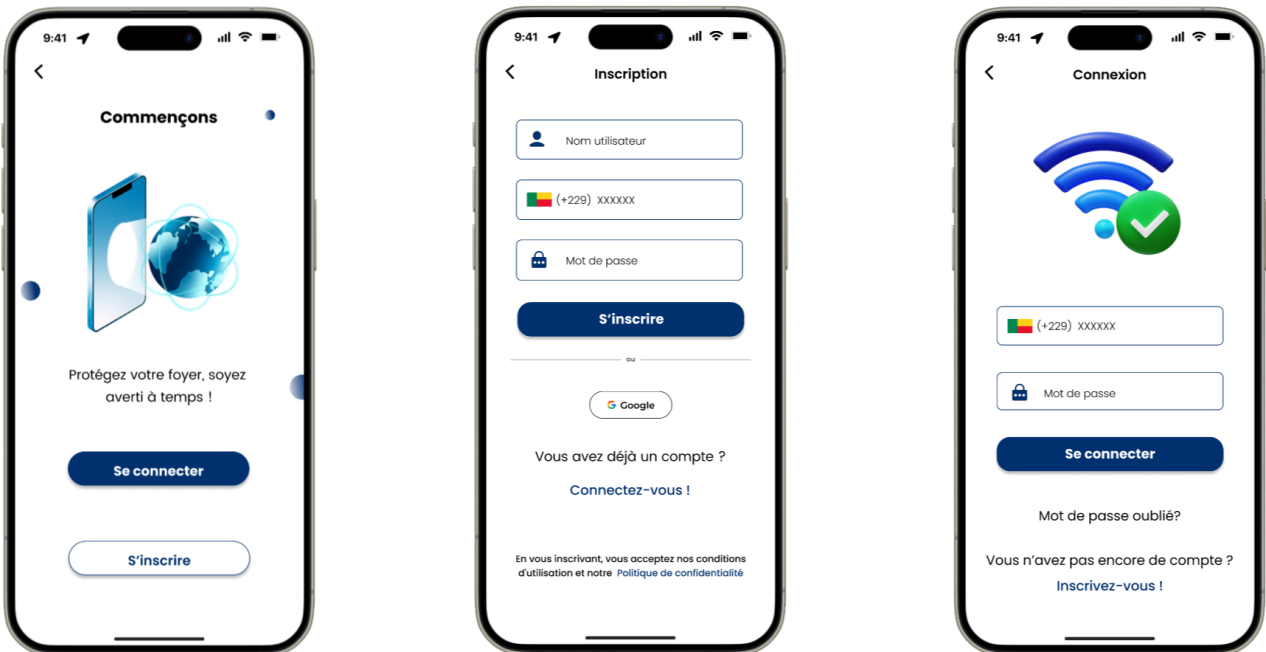 9:41
Commençons
Protégez votre foyer, soyez
averti à temps !
Se connecter
S’inscrire
9:41
Inscription
Nom utilisateur
(+229) XXXXXX
Mot de passe
S’inscrire
ou
Google
Vous avez déjà un compte ?
Connectez-vous !
En vous inscrivant, vous acceptez nos conditions
d'utilisation et notre Politique de confidentialité
9:41
Connexion
(+229) XXXXXX
Mot de passe
Se connecter
Mot de passe oublié?
Vous n’avez pas encore de compte ?
Inscrivez-vous !